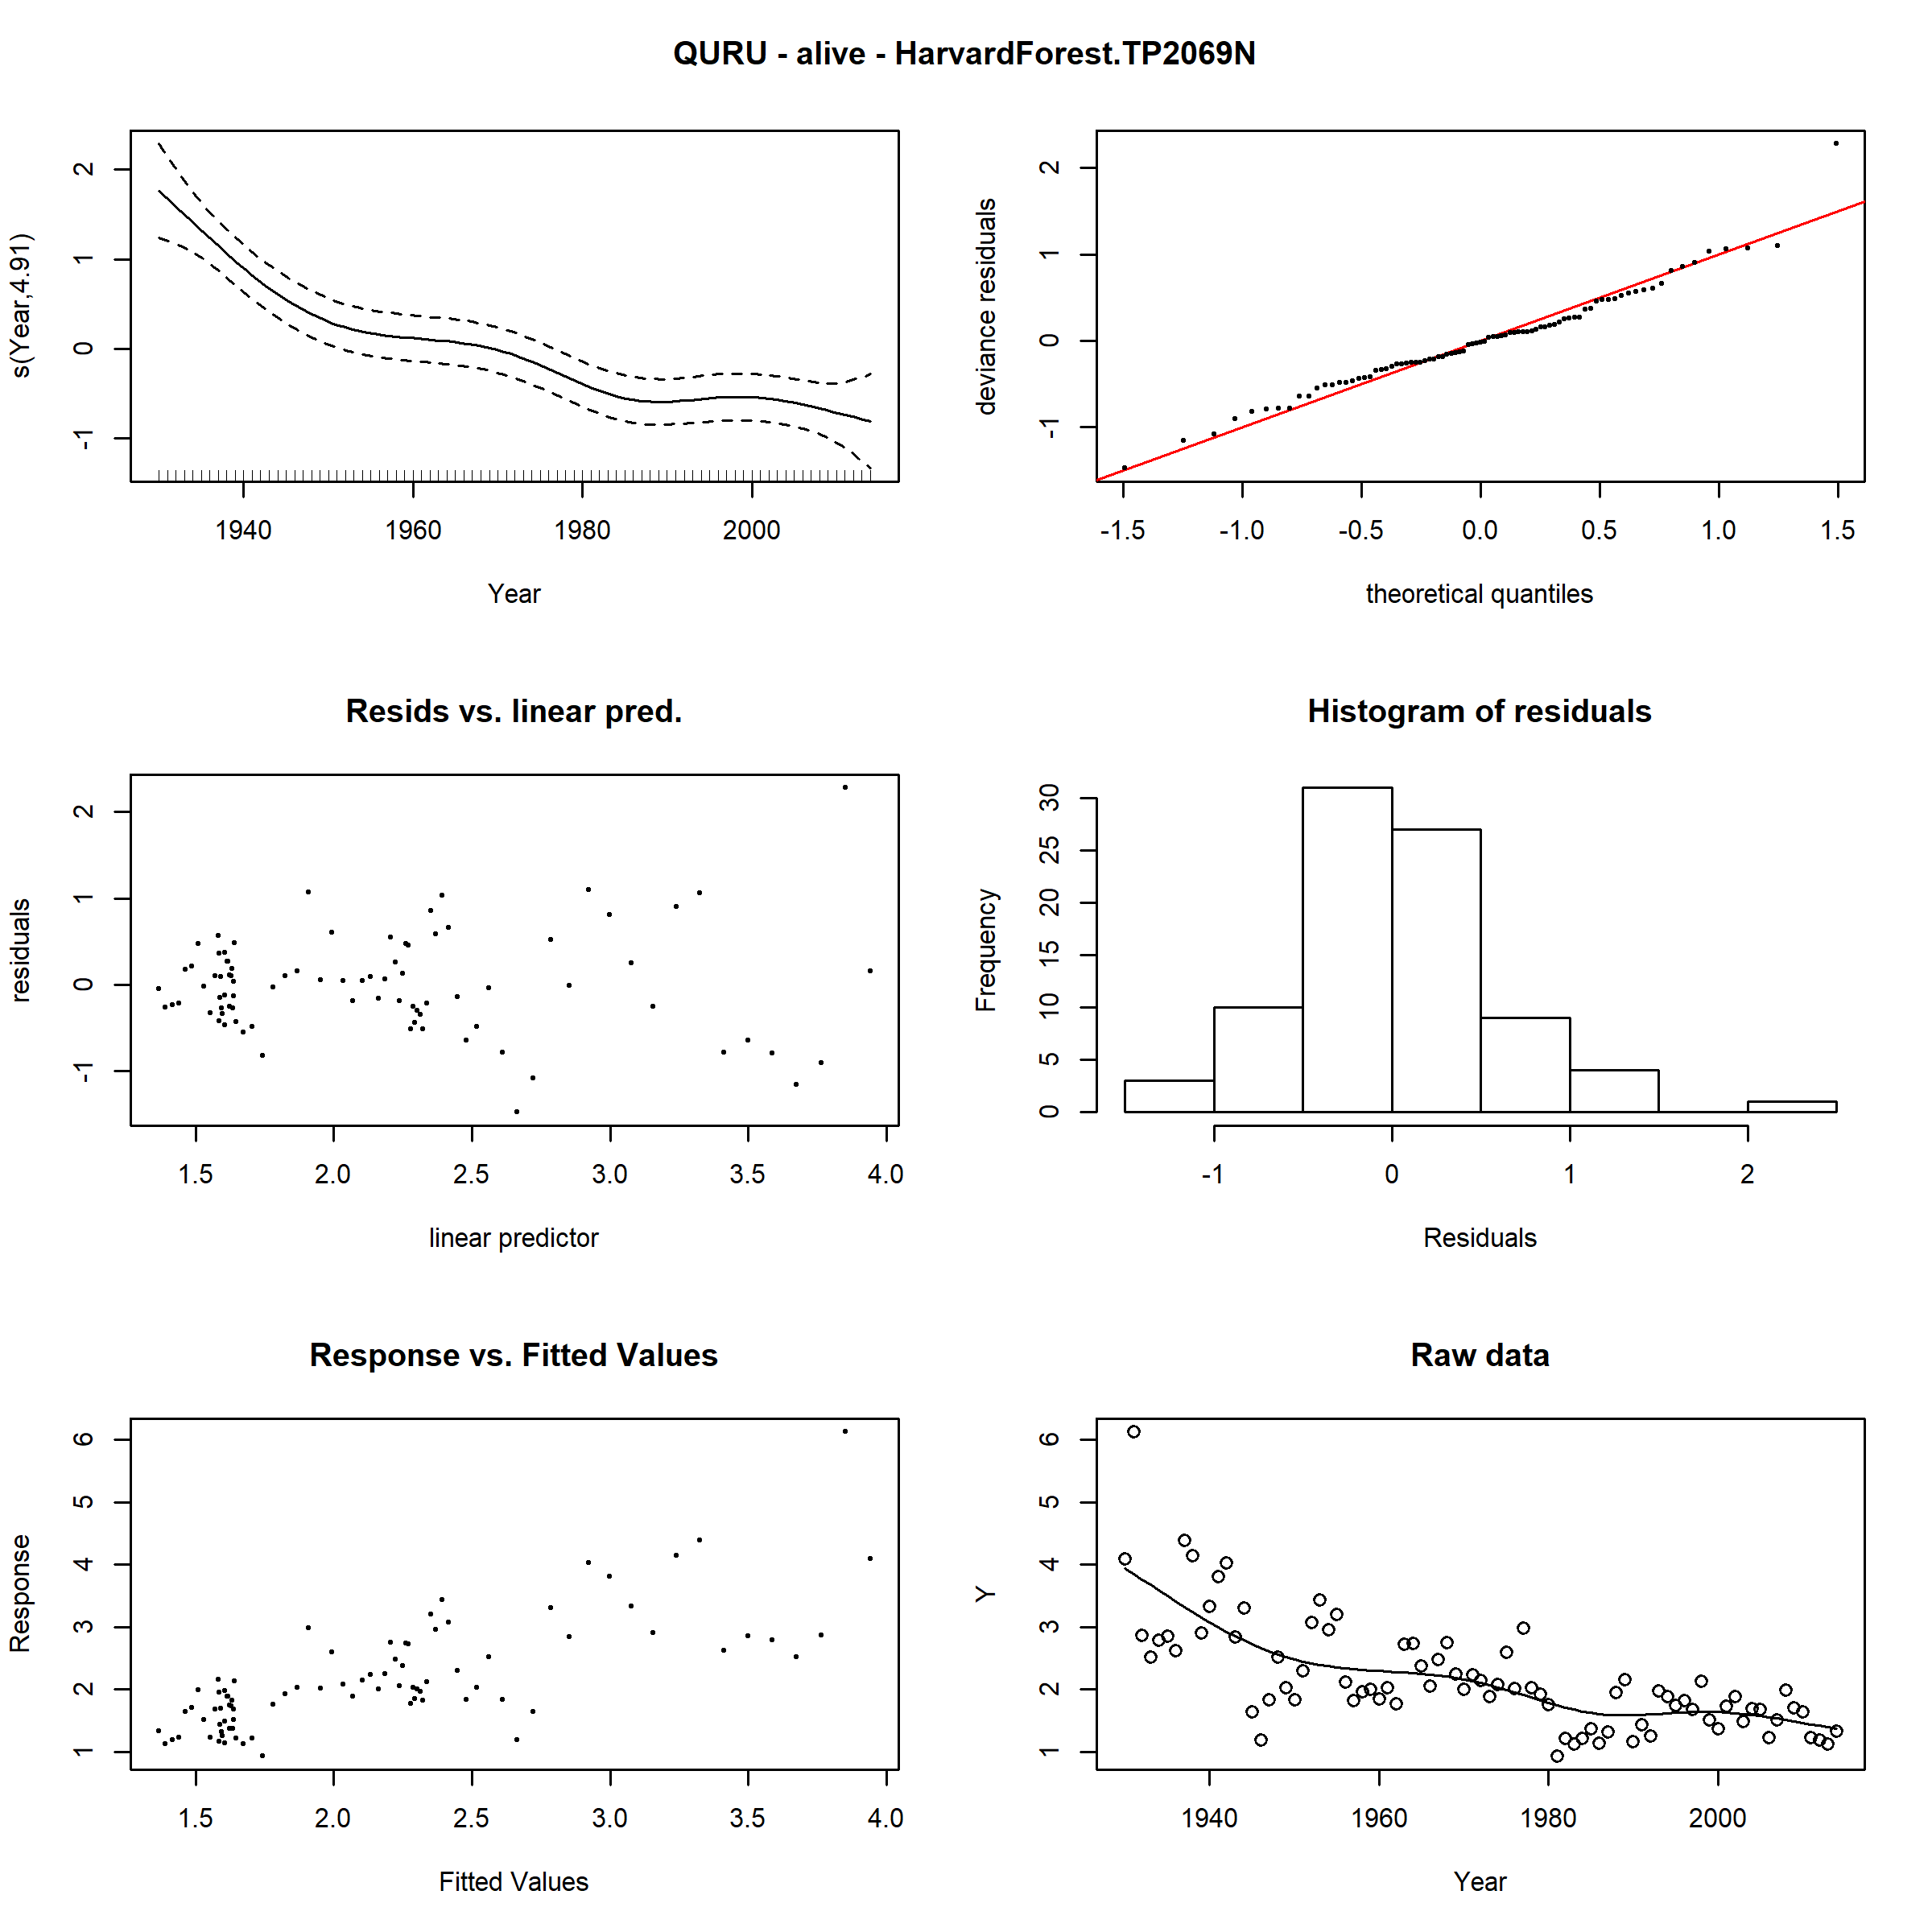 QURU - alive - HarvardForest.TP2069N
s(Year,4.91)
2
1
0
-1
1940 1960 1980 2000
Year
deviance residuals
2
1
0
-1
-1.5 -1.0 -0.5 0.0 0.5 1.0 1.5
theoretical quantiles
Resids vs. linear pred.
residuals
2
1
0
-1
1.5 2.0 2.5 3.0 3.5 4.0
linear predictor
Histogram of residuals
Frequency
30
25
20
15
10
5
0
-1 0 1 2
Residuals
Response vs. Fitted Values
Response
6
5
4
3
2
1
1.5 2.0 2.5 3.0 3.5 4.0
Fitted Values
Raw data
Y
6
5
4
3
2
1
1940 1960 1980 2000
Year